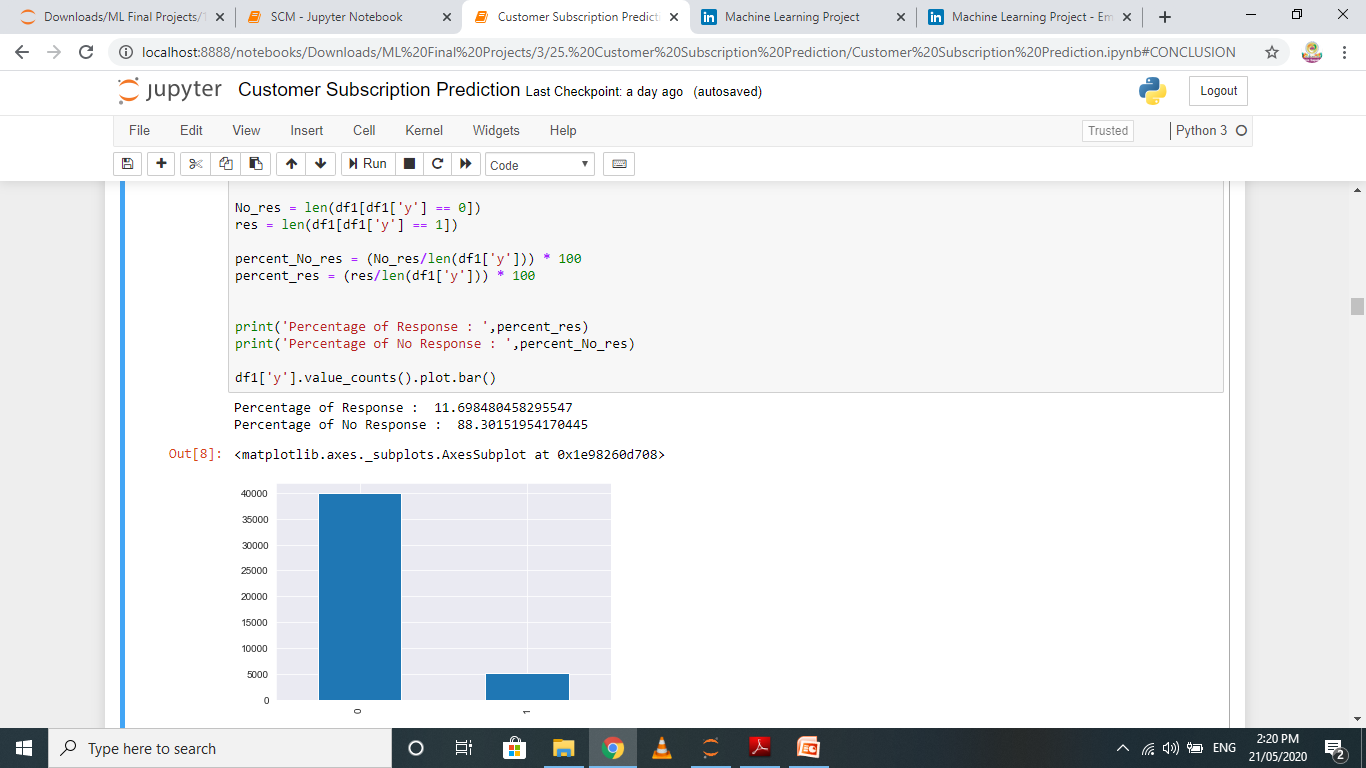 Downloads/ML Final Projects/
SCM - Jupyter Notebook
Customer Subscription Predict
Machine Learning Project
Machine Learning Project - Em
localhost:8888/notebooks/Downloads/ML%20Final%20Projects/3/25.%20Customer%20Subscription%20Prediction/Customer%20Subscription%20Prediction.ipynb#CONCLUSION
jupyter Customer Subscription Prediction Last Checkpoint: a day ago (autosaved)
Logout
File Edit View Insert Cell Kernel Widgets Help
Trusted
Python 3
Run
Code
No_res = len(df1[df1['y'] == 0])
res = len(df1[df1['y'] == 1])
percent_No_res = (No_res/len(df1['y'])) * 100
percent_res = (res/len(df1['y'])) * 100
print('Percentage of Response : ',percent_res)
print('Percentage of No Response : ',percent_No_res)
df1['y'].value_counts().plot.bar()
Percentage of Response :  11.698480458295547
Percentage of No Response :  88.30151954170445
Out[8]: <matplotlib.axes._subplots.AxesSubplot at 0x1e98260d708>
40000
35000
30000
25000
20000
15000
10000
5000
0
0 1
Type here to search
ENG
2:20 PM
21/05/2020
2